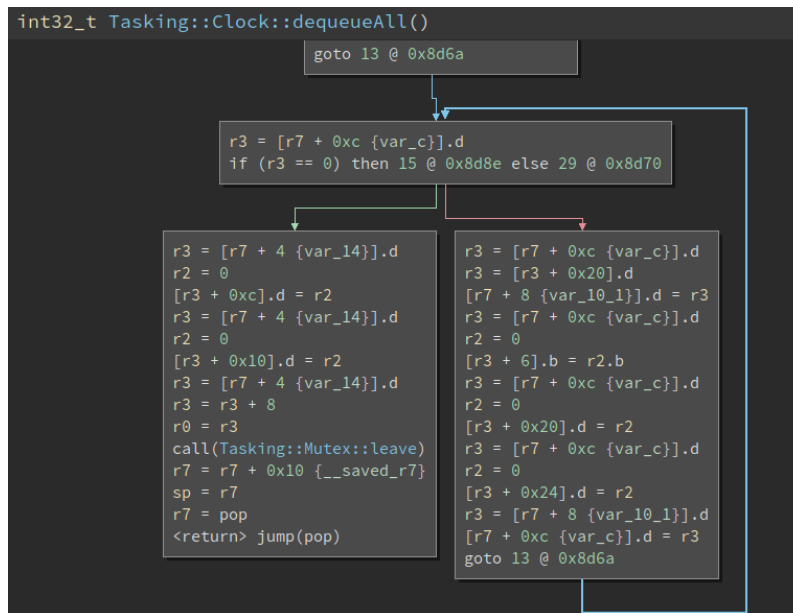 int32_t Tasking::Clock::dequeueAll()
goto 13 @ 0x8d6a
r3 = [r7 + 0xc {var_c}].d
if (r3 == 0) then 15 @ 0x8d8e else 29 @ 0x8d70
r3 = [r7 + 4 {var_14}].d
r2 = 0
[r3 + 0xc].d = r2
r3 = [r7 + 4 {var_14}].d
r2 = 0
[r3 + 0x10].d = r2
r3 = [r7 + 4 {var_14}].d
r3 = r3 + 8
r0 = r3
call(Tasking::Mutex::leave)
r7 = r7 + 0x10 {__saved_r7}
sp = r7
r7 = pop
<return> jump(pop)
r3 = [r7 + 0xc {var_c}].d
r3 = [r3 + 0x20].d
[r7 + 8 {var_10_1}].d = r3
r3 = [r7 + 0xc {var_c}].d
r2 = 0
[r3 + 6].b = r2.b
r3 = [r7 + 0xc {var_c}].d
r2 = 0
[r3 + 0x20].d = r2
r3 = [r7 + 0xc {var_c}].d
r2 = 0
[r3 + 0x24].d = r2
r3 = [r7 + 8 {var_10_1}].d
[r7 + 0xc {var_c}].d = r3
goto 13 @ 0x8d6a